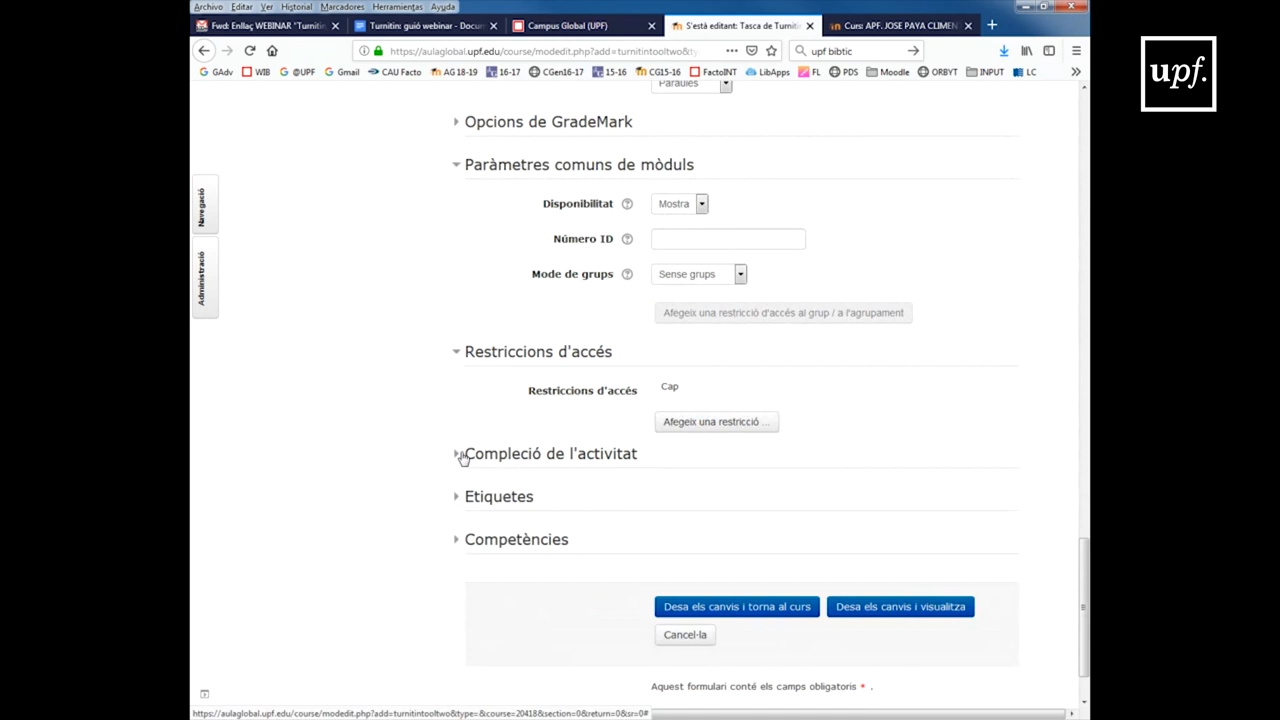 Archivo Editar Ver Historial Marcadores Herramientas Ayuda
Fwd: Enllaç WEBINAR "Turnitin
Turnitin: guió webinar - Docu
Campus Global (UPF)
S'està editant: Tasca de Turniti
Curs: APF. JOSE PAYA CLIMEN
https://aulaglobal.upf.edu/course/modedit.php?add=turnitintooltwo&ty
upf bibtic
GAdv WIB @UPF Gmail CAU Facto AG 18-19 16-17 CGen16-17 15-16 CG15-16 FactoINT LibApps FL PDS Moodle ORBYT INPUT LC
upf.
Paraules
Opcions de GradeMark
Paràmetres comuns de mòduls
Disponibilitat Mostra
Número ID
Mode de grups Sense grups
Afegeix una restricció d'accés al grup / a l'agrupament
Restriccions d'accés
Restriccions d'accés Cap
Afegeix una restricció ...
Compleció de l'activitat
Etiquetes
Competències
Desa els canvis i torna al curs Desa els canvis i visualitza
Cancel·la
Aquest formulari conté els camps obligatoris * .
Navegació
Administració
https://aulaglobal.upf.edu/course/modedit.php?add=turnitintooltwo&type=&course=20418&section=0&return=0&sr=0#